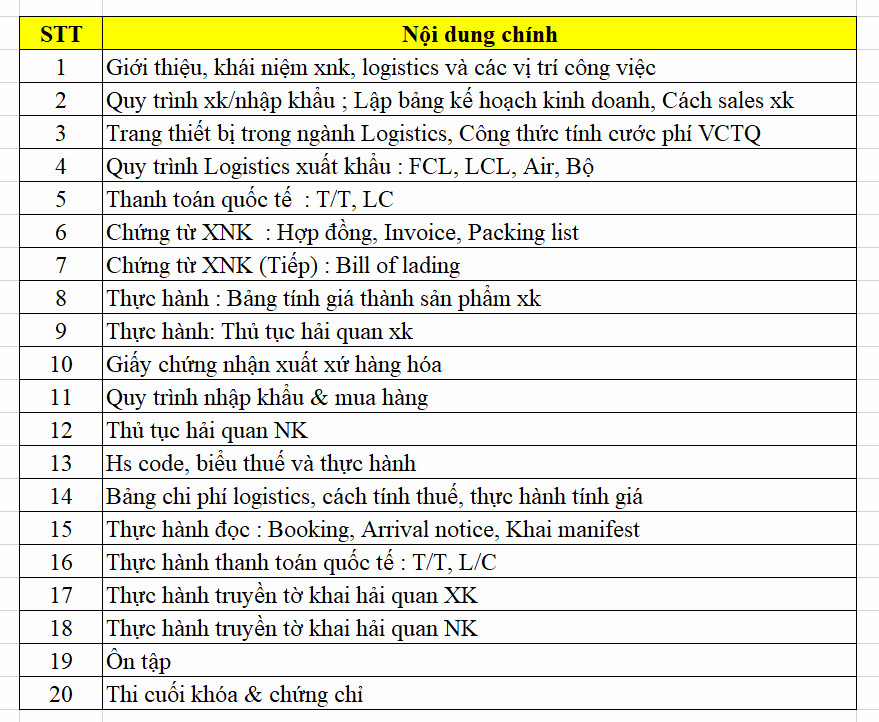 STT Nội dung chính
1 Giới thiệu, khái niệm xnk, logistics và các vị trí công việc
2 Quy trình xk/nhập khẩu ; Lập bảng kế hoạch kinh doanh, Cách sales xk
3 Trang thiết bị trong ngành Logistics, Công thức tính cước phí VCTQ
4 Quy trình Logistics xuất khẩu : FCL, LCL, Air, Bộ
5 Thanh toán quốc tế : T/T, LC
6 Chứng từ XNK : Hợp đồng, Invoice, Packing list
7 Chứng từ XNK (Tiếp) : Bill of lading
8 Thực hành : Bảng tính giá thành sản phẩm xk
9 Thực hành: Thủ tục hải quan xk
10 Giấy chứng nhận xuất xứ hàng hóa
11 Quy trình nhập khẩu & mua hàng
12 Thủ tục hải quan NK
13 Hs code, biểu thuế và thực hành
14 Bảng chi phí logistics, cách tính thuế, thực hành tính giá
15 Thực hành đọc : Booking, Arrival notice, Khai manifest
16 Thực hành thanh toán quốc tế : T/T, L/C
17 Thực hành truyền tờ khai hải quan XK
18 Thực hành truyền tờ khai hải quan NK
19 Ôn tập
20 Thi cuối khóa & chứng chỉ